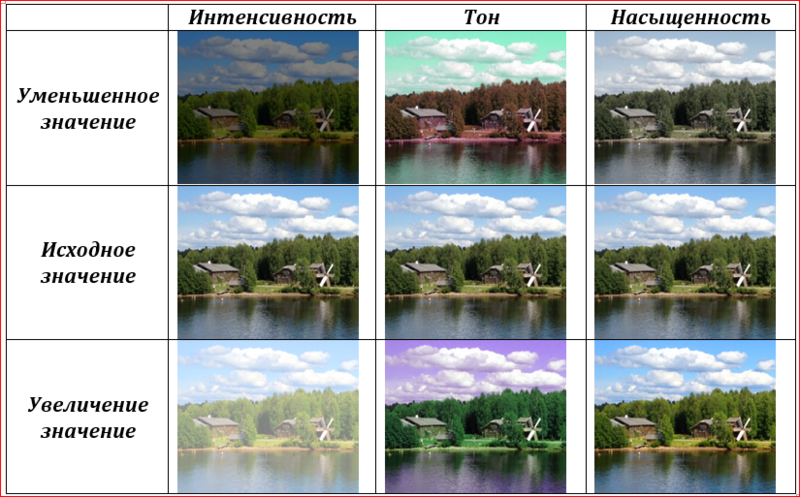 Интенсивность Тон Насыщенность
Уменьшенное
значение
Исходное
значение
Увеличение
значение